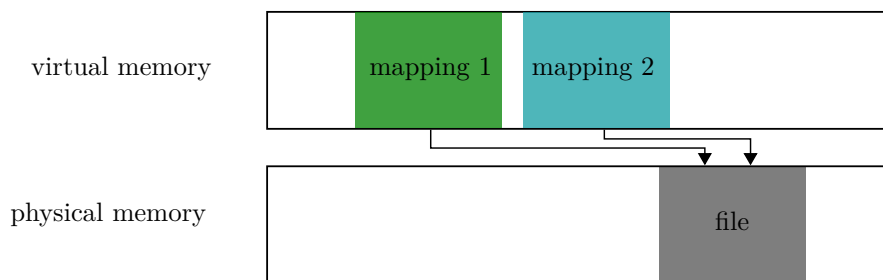 virtual memory
mapping 1
mapping 2
physical memory
file